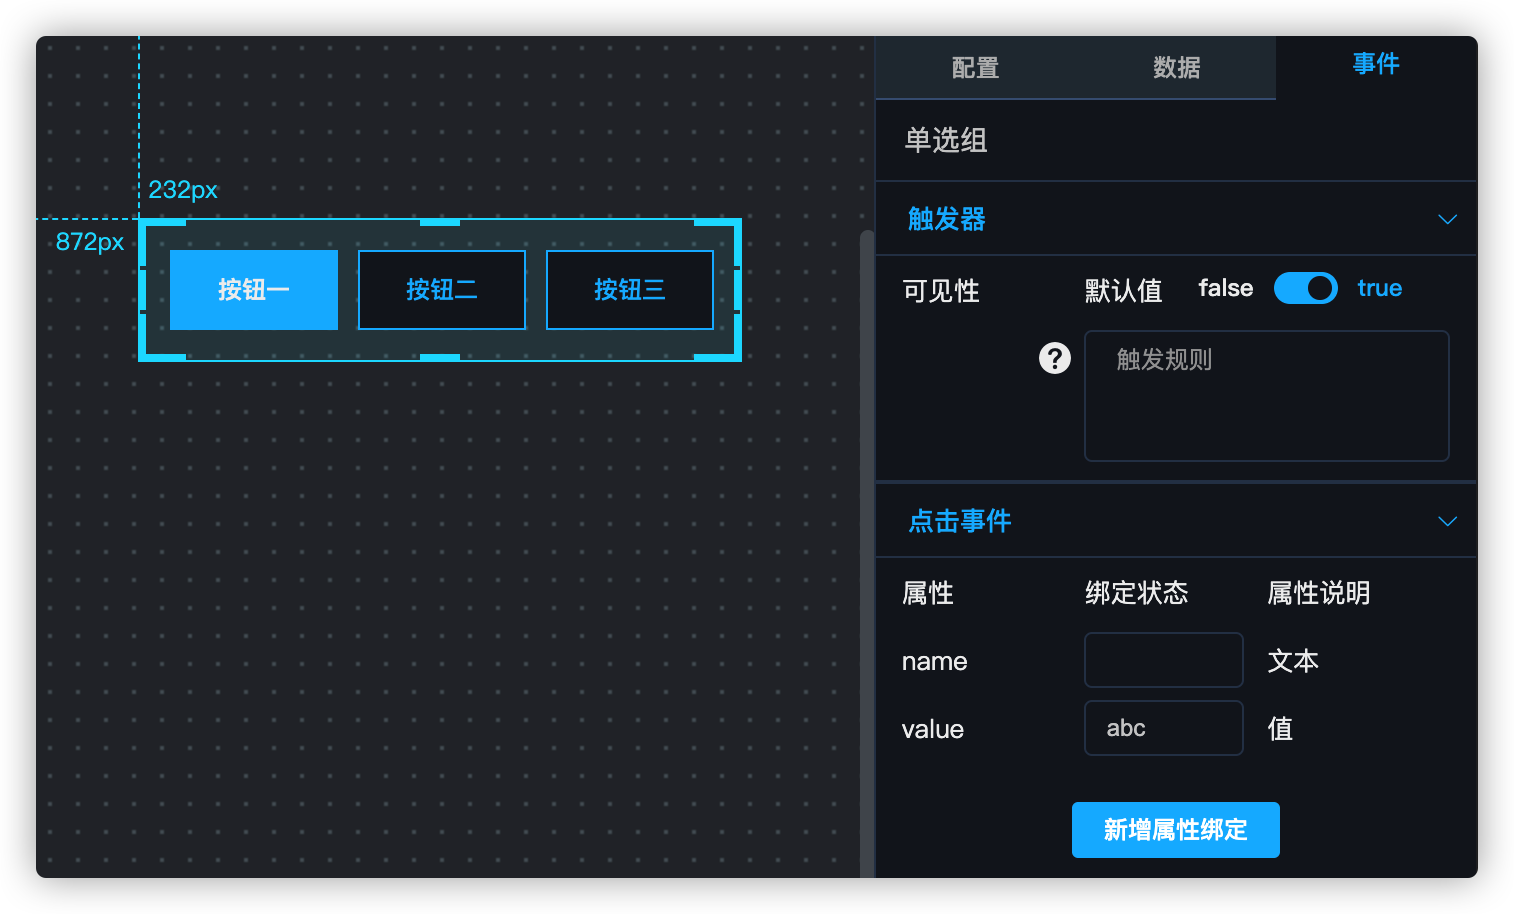 232px
872px
按钮一
按钮二
按钮三
配置
数据
事件
单选组
触发器
可见性
默认值
false
true
?
触发规则
点击事件
属性
绑定状态
属性说明
name
文本
value
abc
值
新增属性绑定